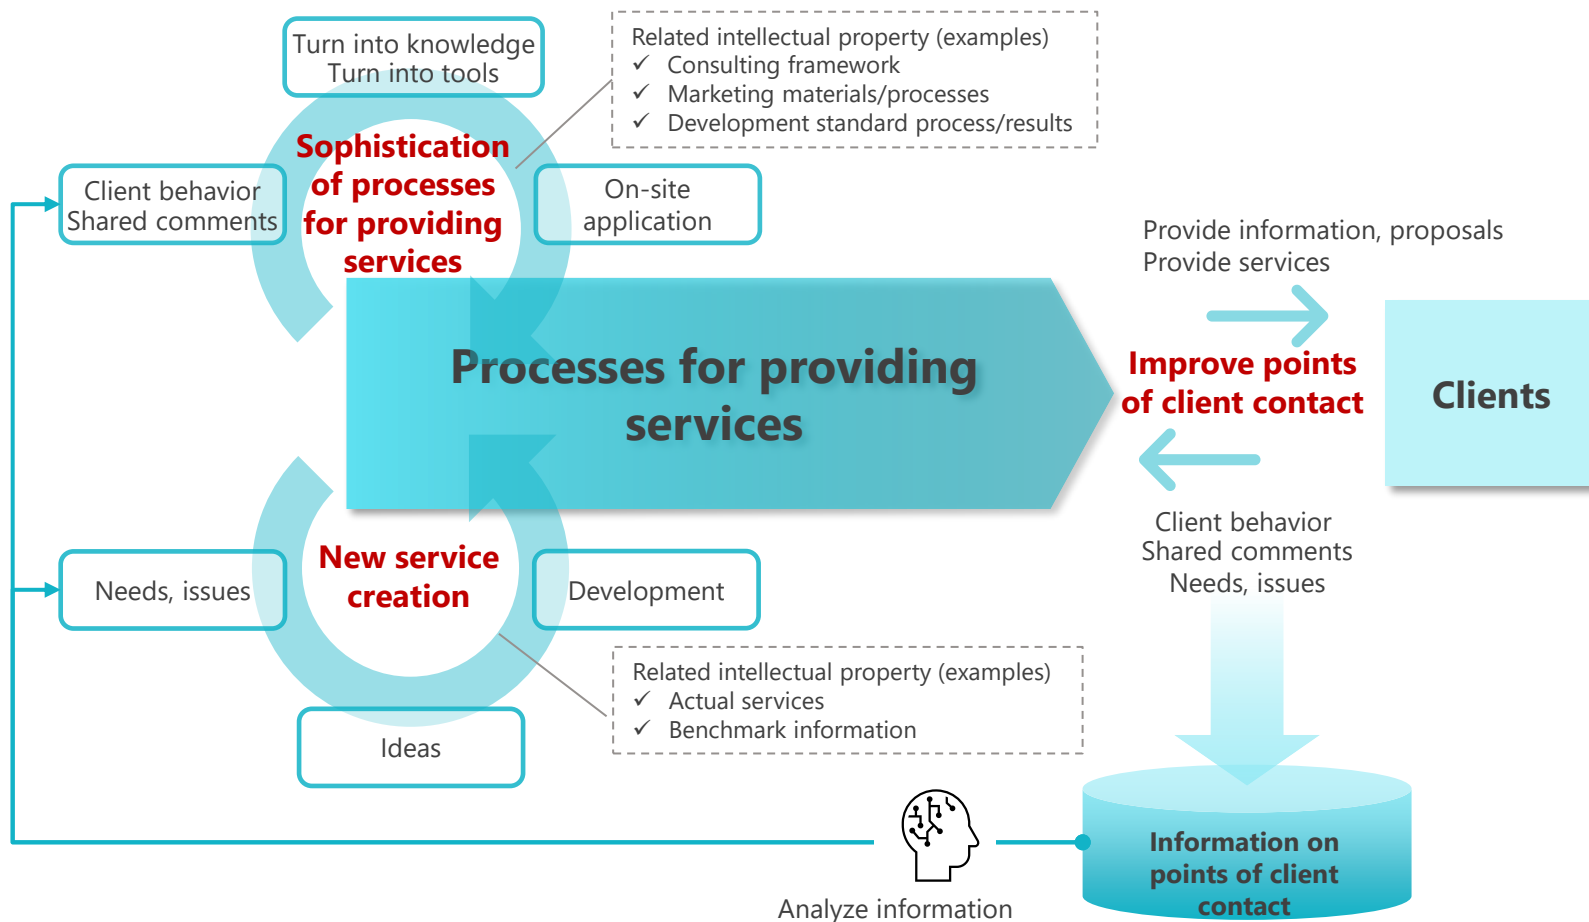 Turn into knowledge
Turn into tools
Related intellectual property (examples)
✓ Consulting framework
✓ Marketing materials/processes
✓ Development standard process/results
Sophistication
of processes
for providing
services
Client behavior
Shared comments
On-site
application
Processes for providing
services
Provide information, proposals
Provide services
Improve points
of client contact
Clients
Client behavior
Shared comments
Needs, issues
Needs, issues
New service
creation
Development
Related intellectual property (examples)
✓ Actual services
✓ Benchmark information
Ideas
Information on
points of client
contact
Analyze information